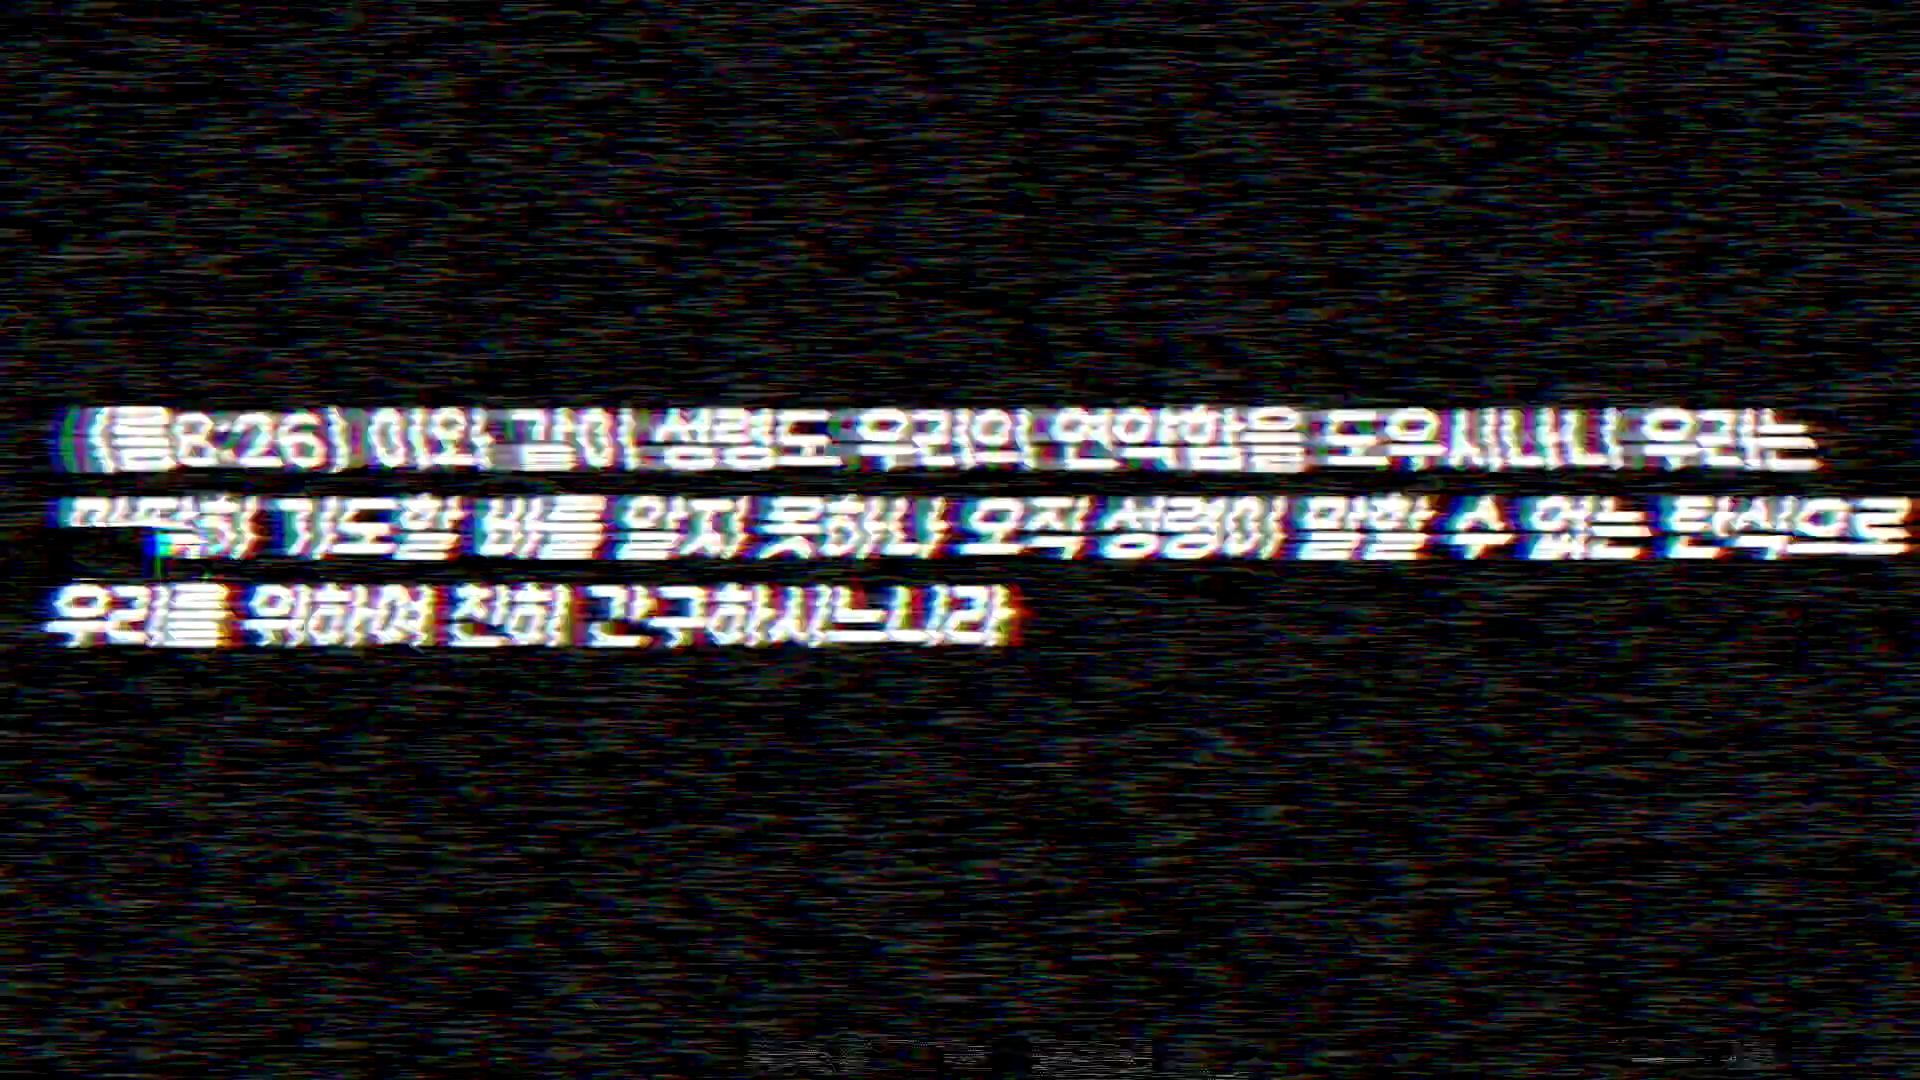 (롬8:26) 이와 같이 성령도 우리의 연약함을 도우시나니 우리는
마땅히 기도할 바를 알지 못하나 오직 성령이 말할 수 없는 탄식으로
우리를 위하여 친히 간구하시느니라